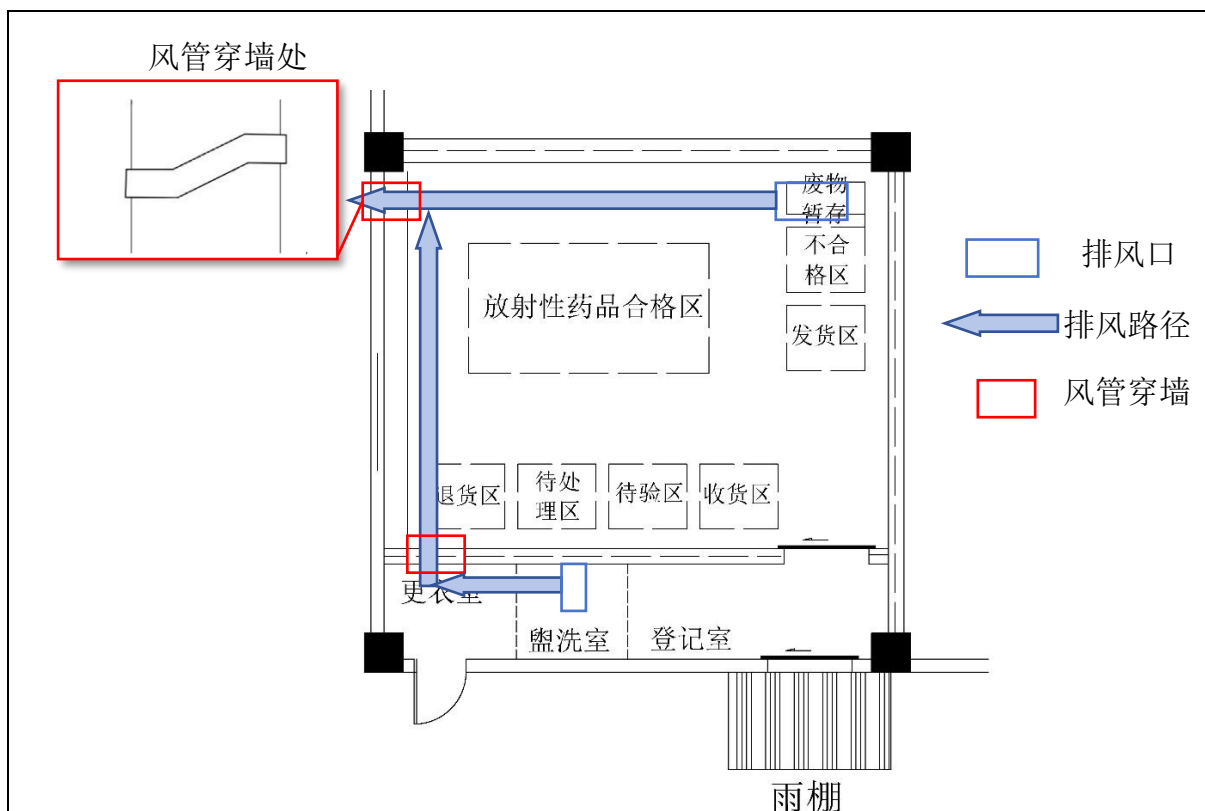 风管穿墙处
废物
暂存
不合
格区
放射性药品合格区
发货区
排风口
排风路径
风管穿墙
退货区
待处
理区
待验区
收货区
更衣室
盥洗室
登记室
雨棚